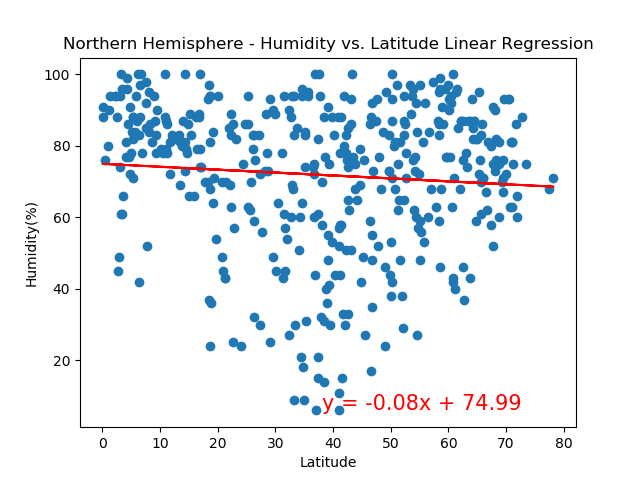 Northern Hemisphere - Humidity vs. Latitude Linear Regression
100
80
60
40
20
Humidity(%)
y = -0.08x + 74.99
0 10 20 30 40 50 60 70 80
Latitude